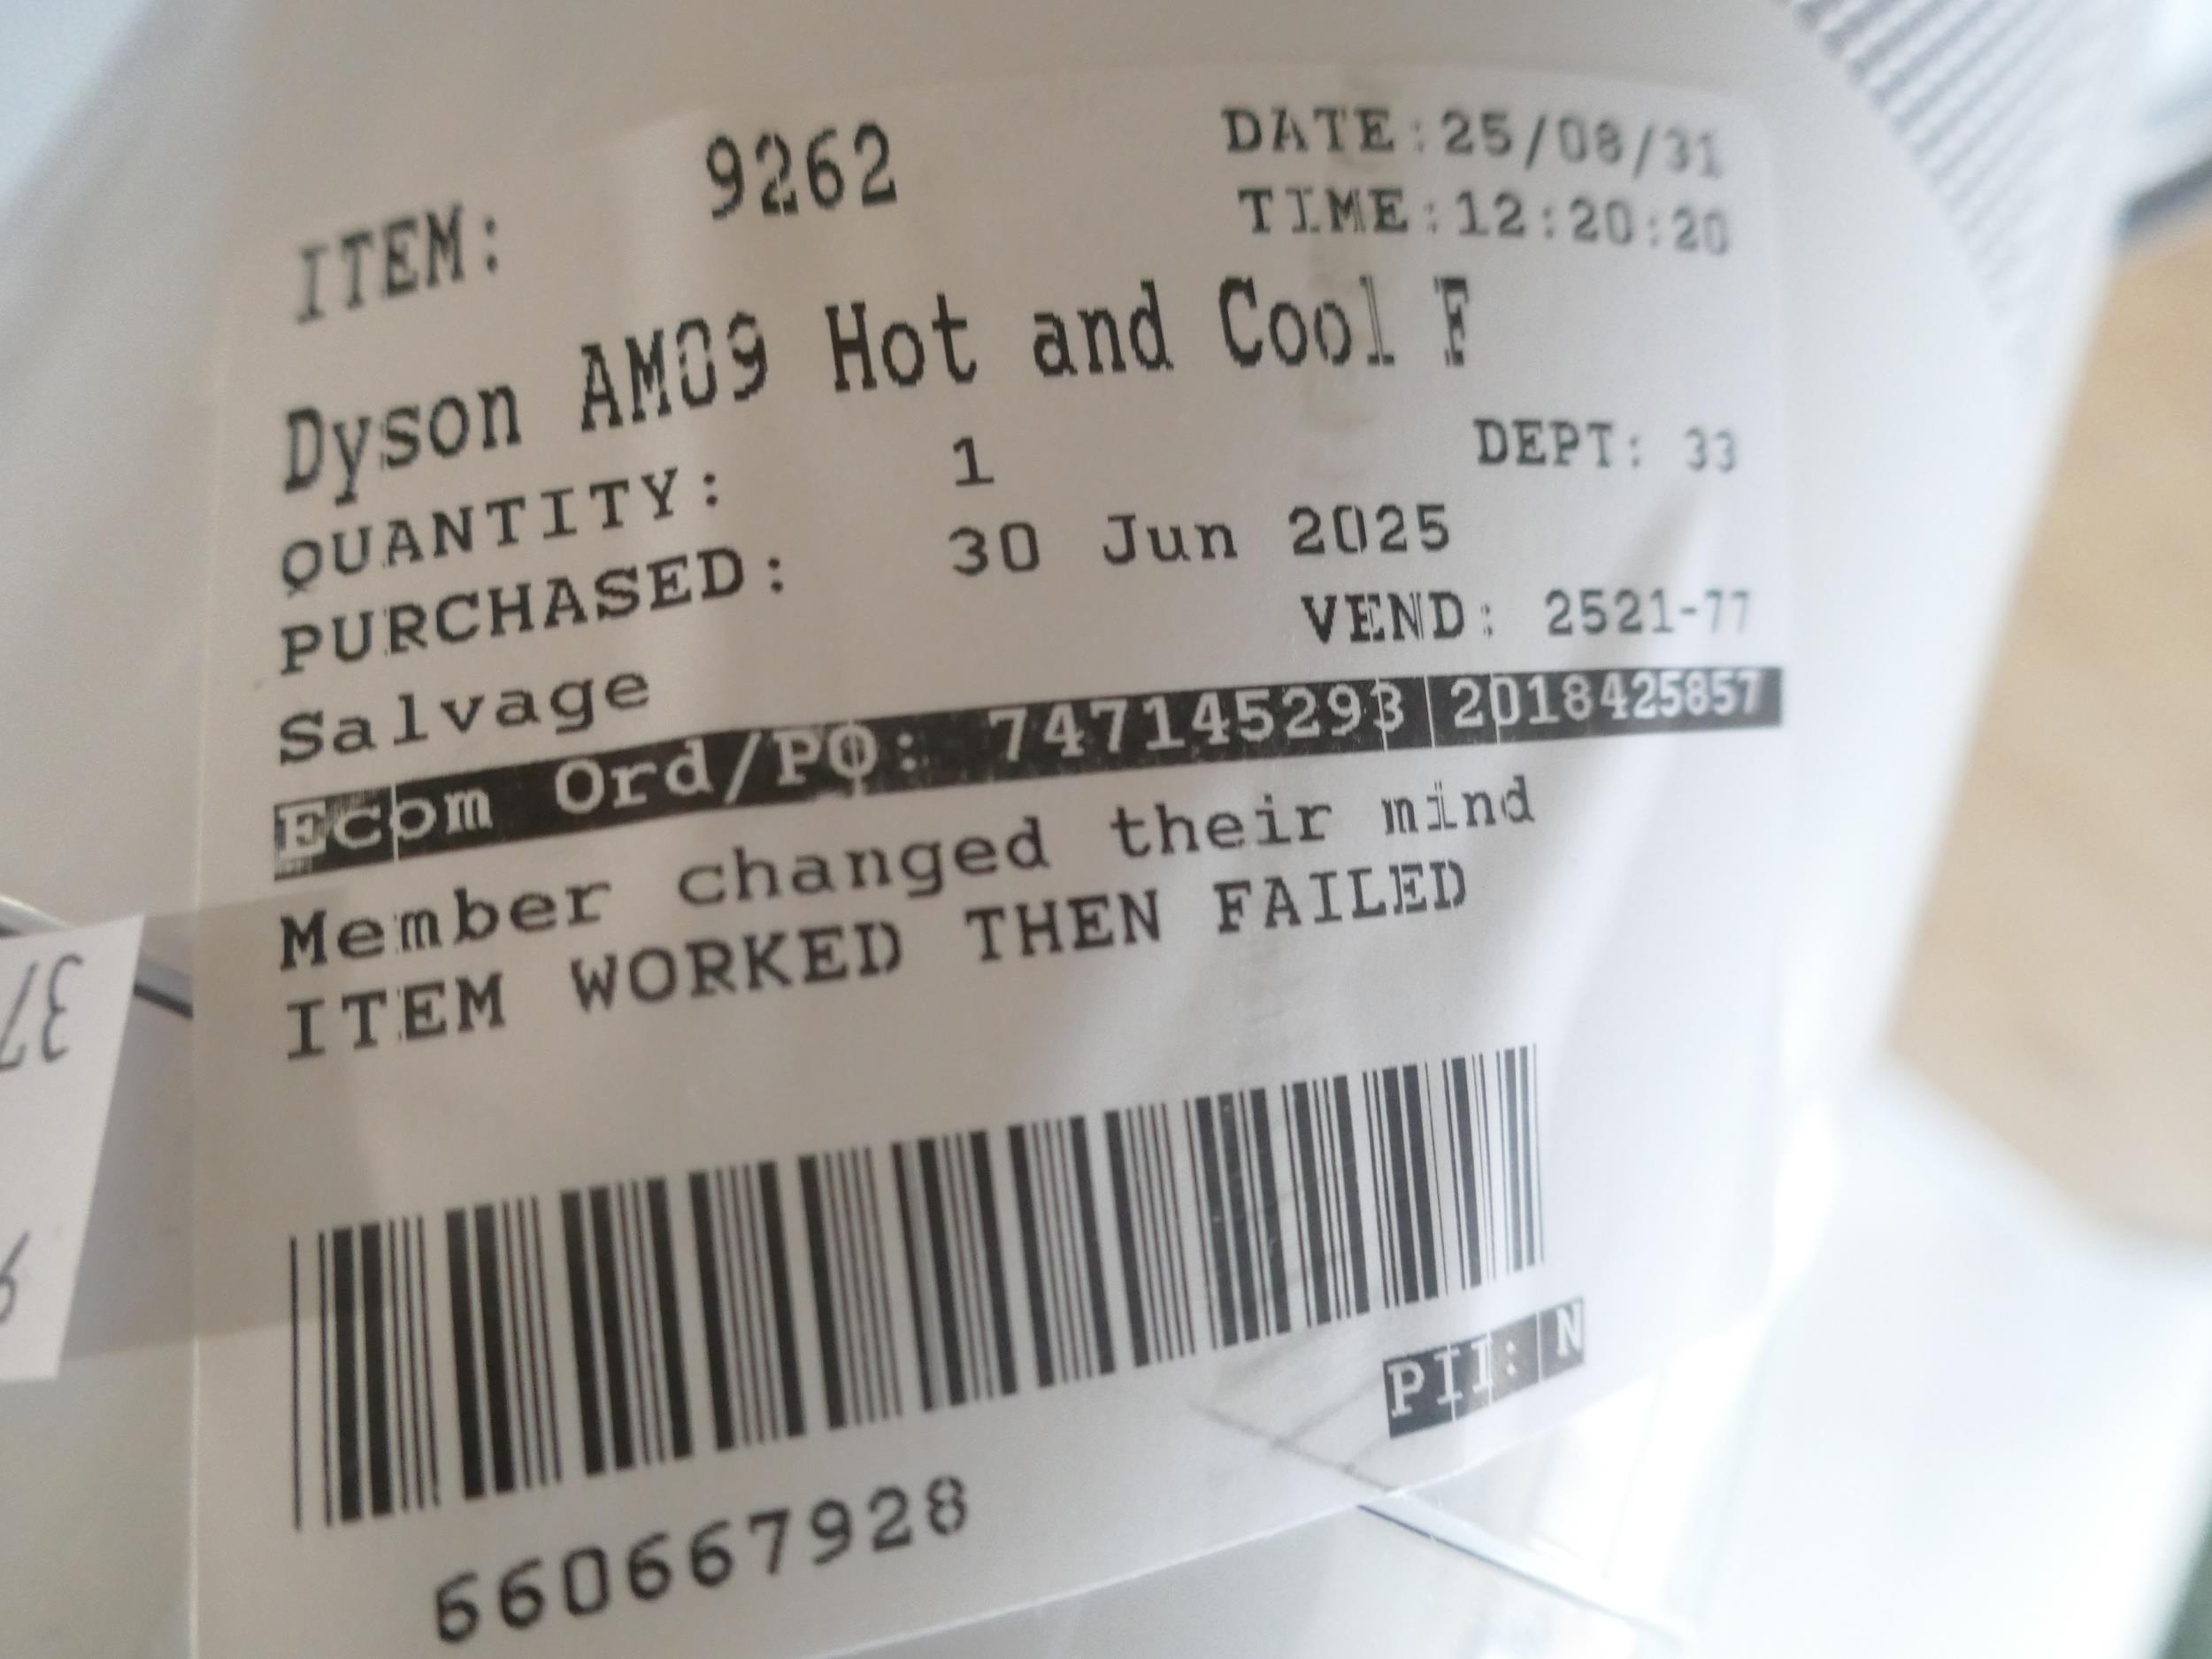 ITEM: 9262
DATE:25/08/31
TIME:12:20:20
Dyson AM09 Hot and Cool F
QUANTITY: 1
DEPT: 33
PURCHASED: 30 Jun 2025
Salvage
VEND: 2521-77
Ecom Ord/PO: 747145293|2018425857
Member changed their mind
ITEM WORKED THEN FAILED
660667928
PII: N
37